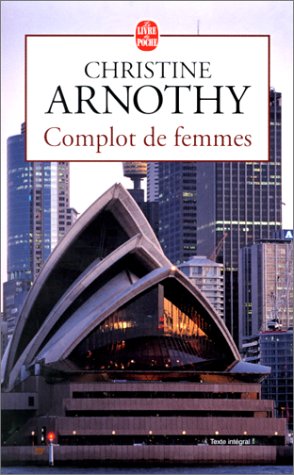 Le
LIVRE
de
POCHE
CHRISTINE
ARNOTHY
Complot de femmes
Texte intégral